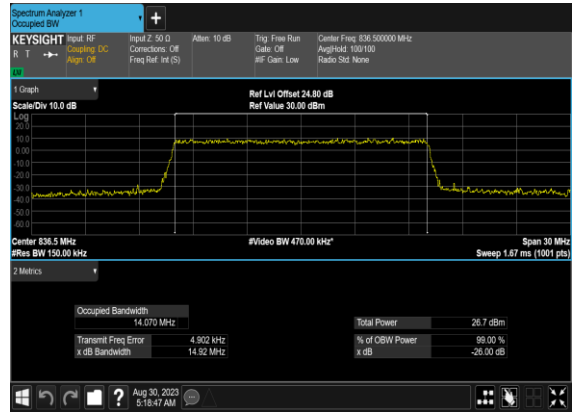 Spectrum Analyzer 1
Occupied BW
KEYSIGHT
R T
Input: RF
Coupling: DC
Align: Off
Input Z: 50 Ω
Corrections: Off
Freq Ref: Int (S)
Atten: 10 dB
Trig: Free Run
Gate: Off
#IF Gain: Low
Center Freq: 836.500000 MHz
Avg|Hold: 100/100
Radio Std: None
1 Graph
Scale/Div 10.0 dB
Ref Lvl Offset 24.80 dB
Ref Value 30.00 dBm
Log
20.0
10.0
0.00
-10.0
-20.0
-30.0
-40.0
-50.0
-60.0
Center 836.5 MHz
#Res BW 150.00 kHz
#Video BW 470.00 kHz*
Span 30 MHz
Sweep 1.67 ms (1001 pts)
2 Metrics
Occupied Bandwidth
14.070 MHz
Transmit Freq Error 4.902 kHz
x dB Bandwidth 14.92 MHz
Total Power 26.7 dBm
% of OBW Power 99.00 %
x dB -26.00 dB
Aug 30, 2023
5:18:47 AM